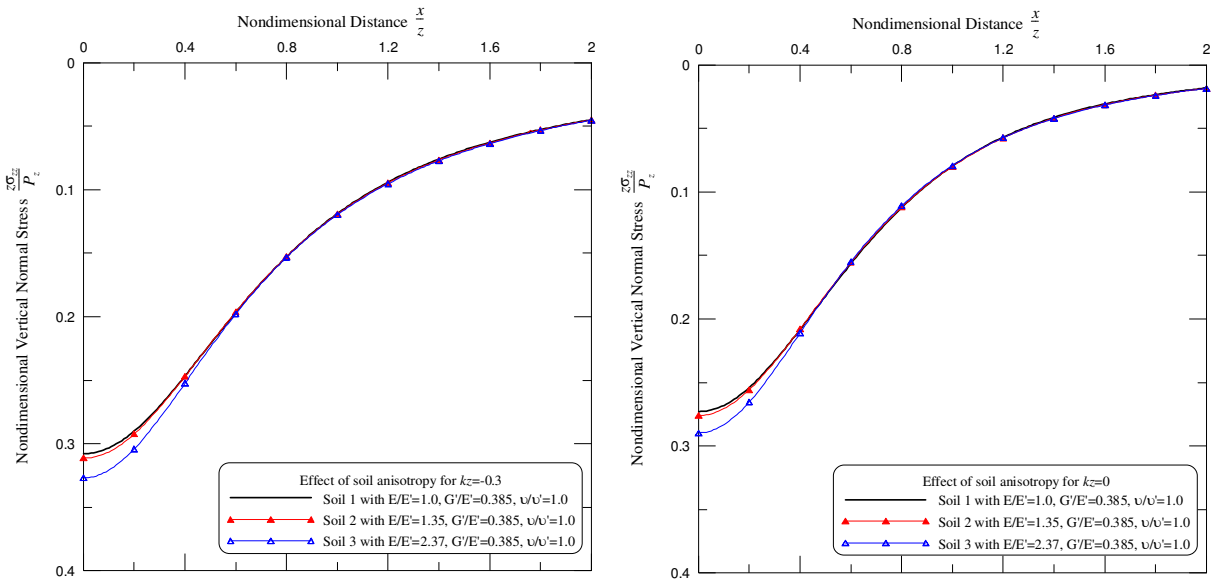 Nondimensional Distance x/z
0 0.4 0.8 1.2 1.6 2
0
0.1
0.2
0.3
0.4
Nondimensional Vertical Normal Stress zσzz/Pz
Effect of soil anisotropy for kz=-0.3
Soil 1 with E/E'=1.0, G'/E'=0.385, υ/υ'=1.0
Soil 2 with E/E'=1.35, G'/E'=0.385, υ/υ'=1.0
Soil 3 with E/E'=2.37, G'/E'=0.385, υ/υ'=1.0
Nondimensional Distance x/z
0 0.4 0.8 1.2 1.6 2
0
0.1
0.2
0.3
0.4
Nondimensional Vertical Normal Stress zσzz/Pz
Effect of soil anisotropy for kz=0
Soil 1 with E/E'=1.0, G'/E'=0.385, υ/υ'=1.0
Soil 2 with E/E'=1.35, G'/E'=0.385, υ/υ'=1.0
Soil 3 with E/E'=2.37, G'/E'=0.385, υ/υ'=1.0